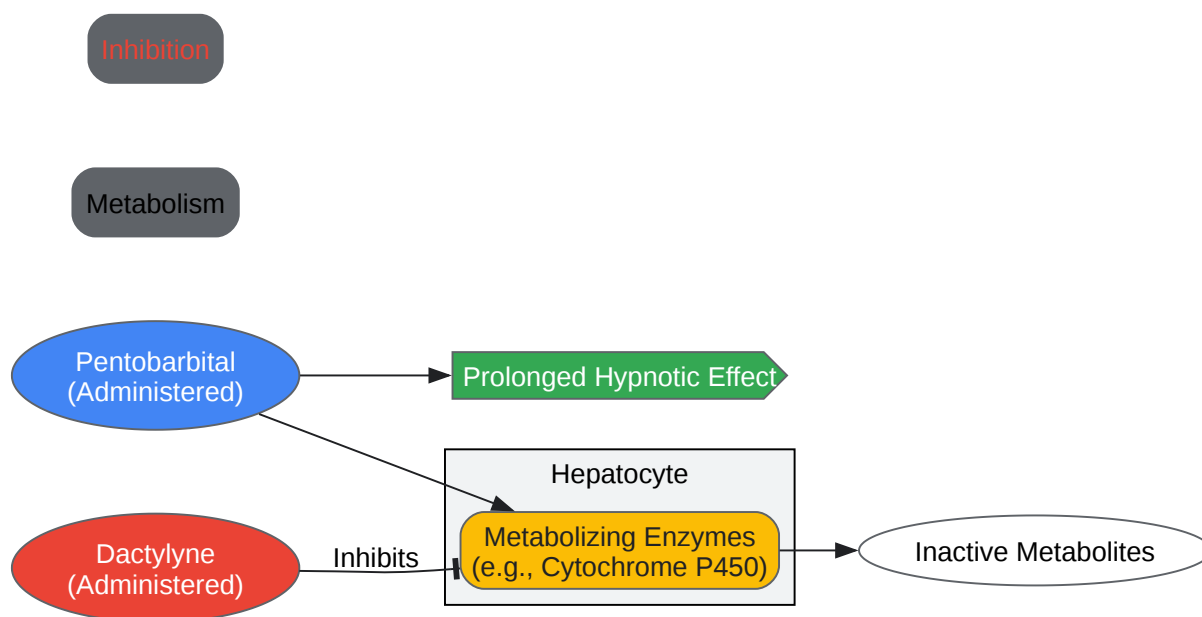 Inhibition
Metabolism
Pentobarbital
(Administered)
Prolonged Hypnotic Effect
Hepatocyte
Metabolizing Enzymes
(e.g., Cytochrome P450)
Inactive Metabolites
Dactylyne
(Administered)
Inhibits